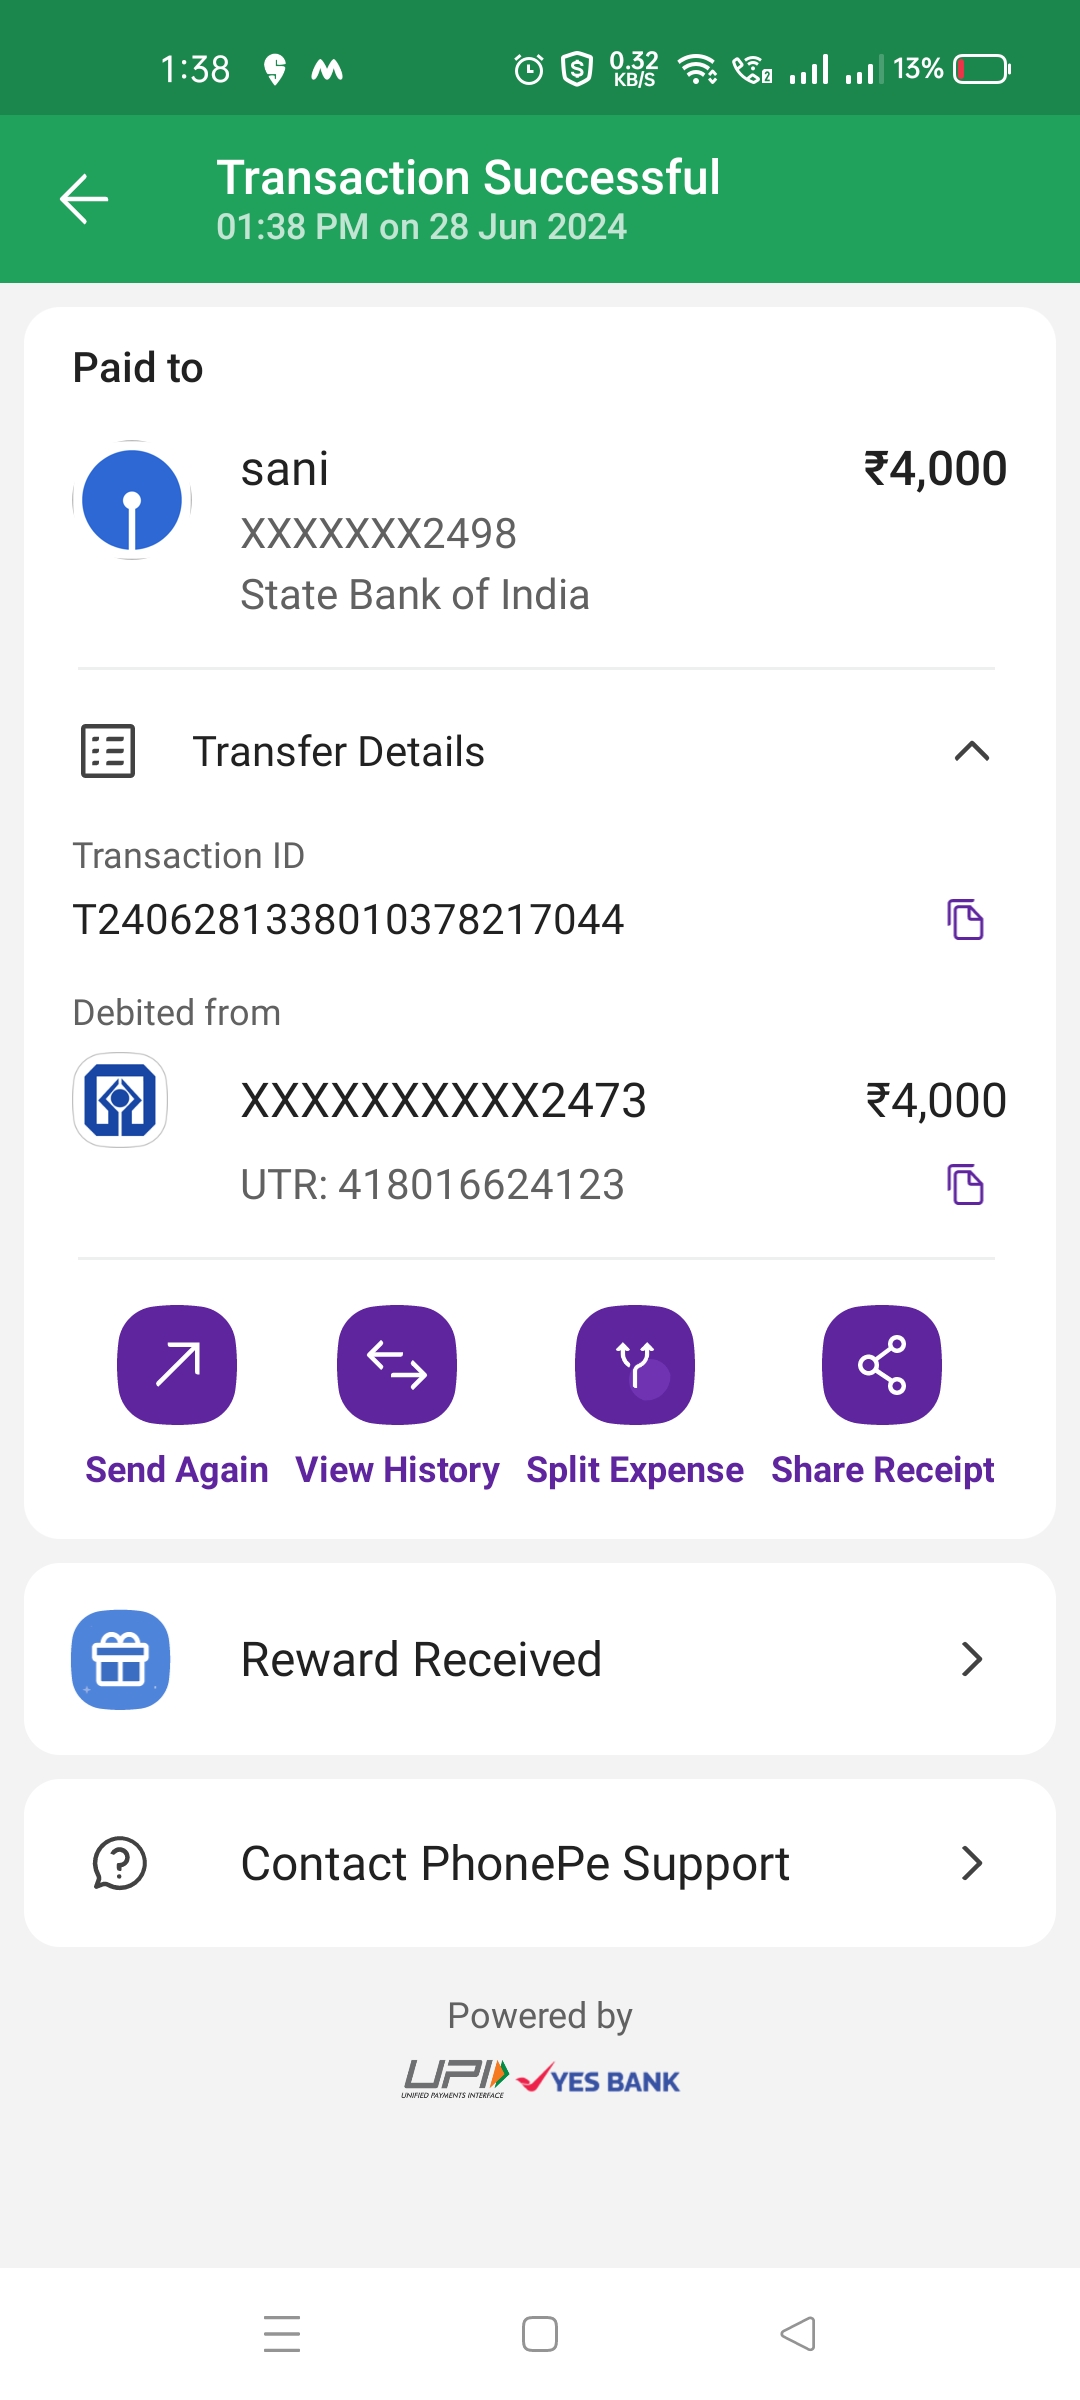 1:38
0.32
KB/S
2
13%
Transaction Successful
01:38 PM on 28 Jun 2024
Paid to
sani
₹4,000
XXXXXXX2498
State Bank of India
Transfer Details
Transaction ID
T2406281338010378217044
Debited from
XXXXXXXXXX2473
₹4,000
UTR: 418016624123
Send Again
View History
Split Expense
Share Receipt
Reward Received
Contact PhonePe Support
Powered by
UPI
UNIFIED PAYMENTS INTERFACE
YES BANK